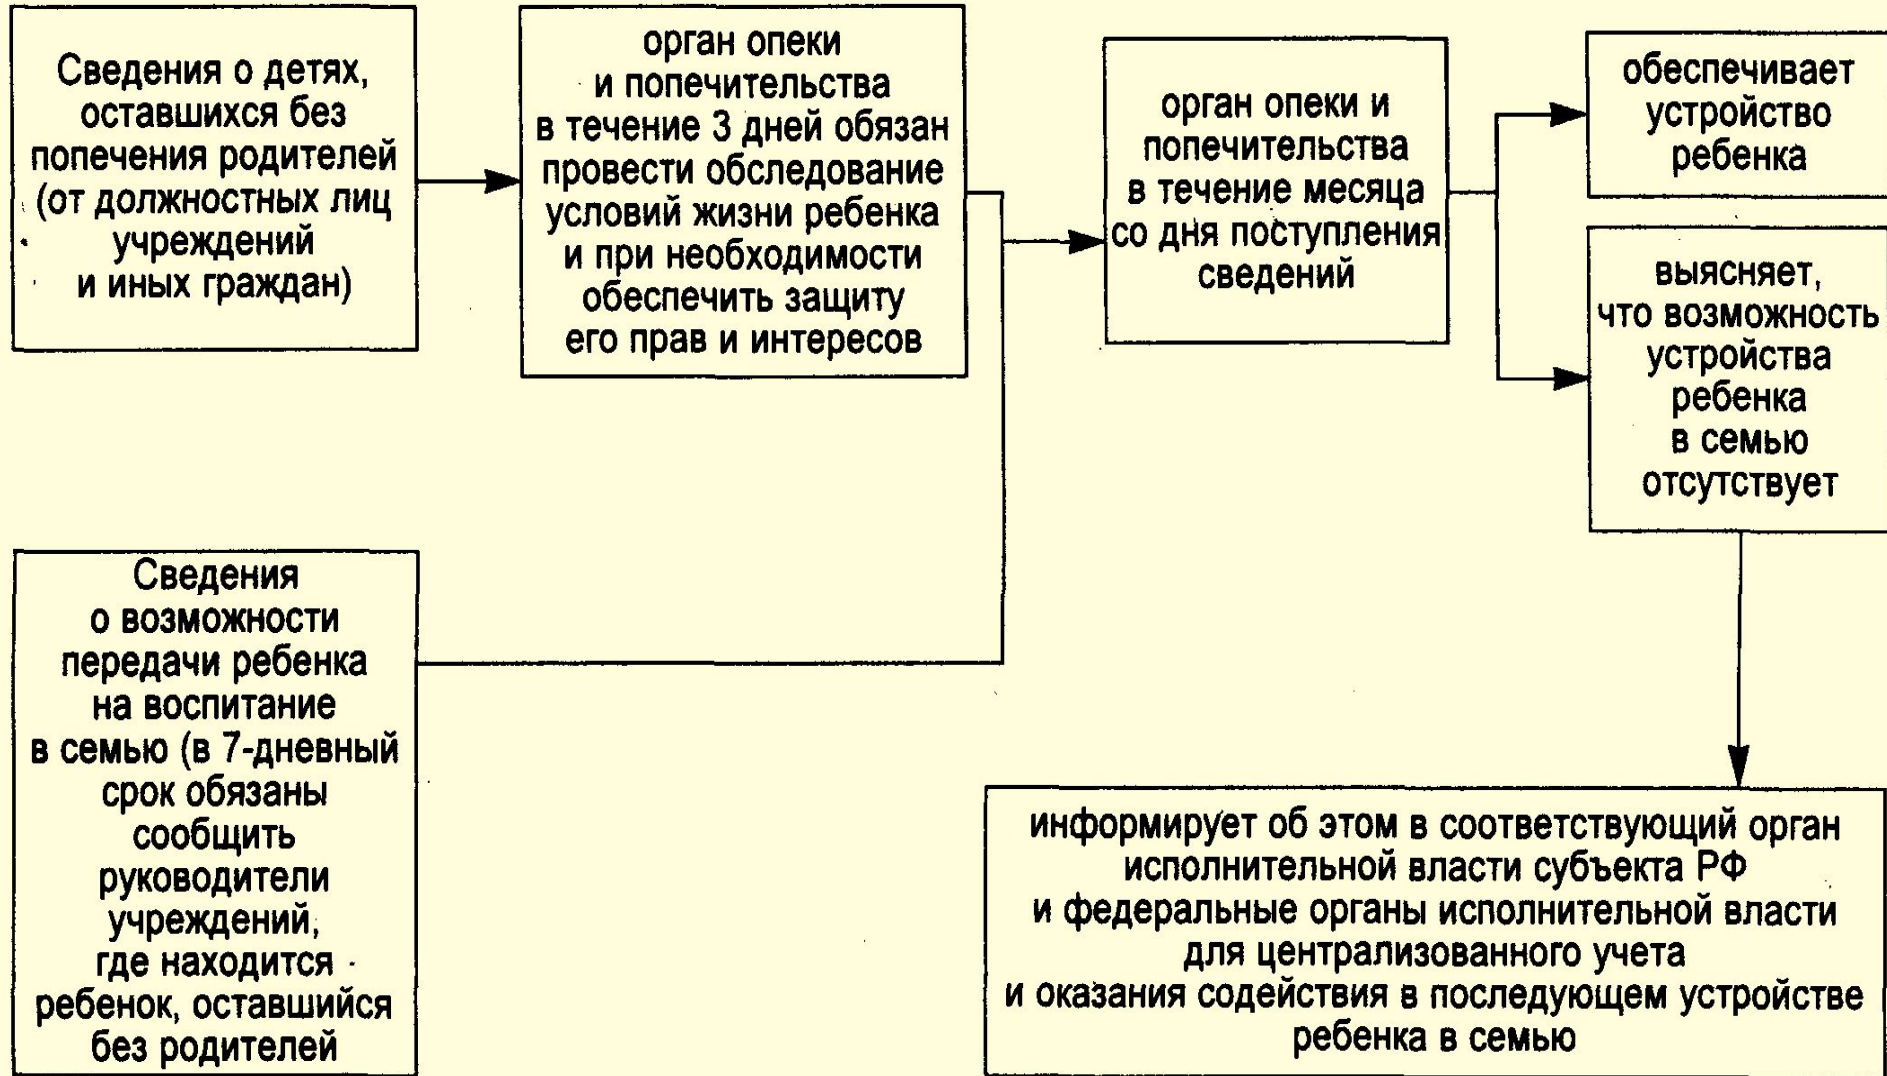 Сведения о детях,
оставшихся без
попечения родителей
(от должностных лиц
учреждений
и иных граждан)
орган опеки
и попечительства
в течение 3 дней обязан
провести обследование
условий жизни ребенка
и при необходимости
обеспечить защиту
его прав и интересов
орган опеки и
попечительства
в течение месяца
со дня поступления
сведений
обеспечивает
устройство
ребенка
выясняет,
что возможность
устройства
ребенка
в семью
отсутствует
Сведения
о возможности
передачи ребенка
на воспитание
в семью (в 7-дневный
срок обязаны
сообщить
руководители
учреждений,
где находится
ребенок, оставшийся
без родителей
информирует об этом в соответствующий орган
исполнительной власти субъекта РФ
и федеральные органы исполнительной власти
для централизованного учета
и оказания содействия в последующем устройстве
ребенка в семью